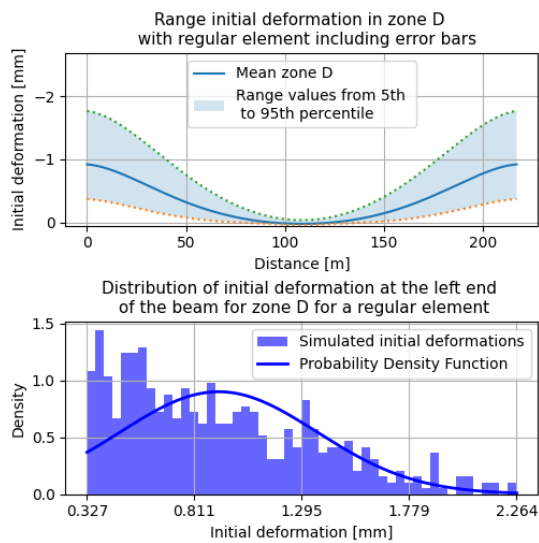 Range initial deformation in zone D
with regular element including error bars
Initial deformation [mm]
−2
−1
0
Mean zone D
Range values from 5th
to 95th percentile
0
50
100
150
200
Distance [m]
Distribution of initial deformation at the left end
of the beam for zone D for a regular element
Density
1.5
1.0
0.5
0.0
Simulated initial deformations
Probability Density Function
0.327
0.811
1.295
1.779
2.264
Initial deformation [mm]